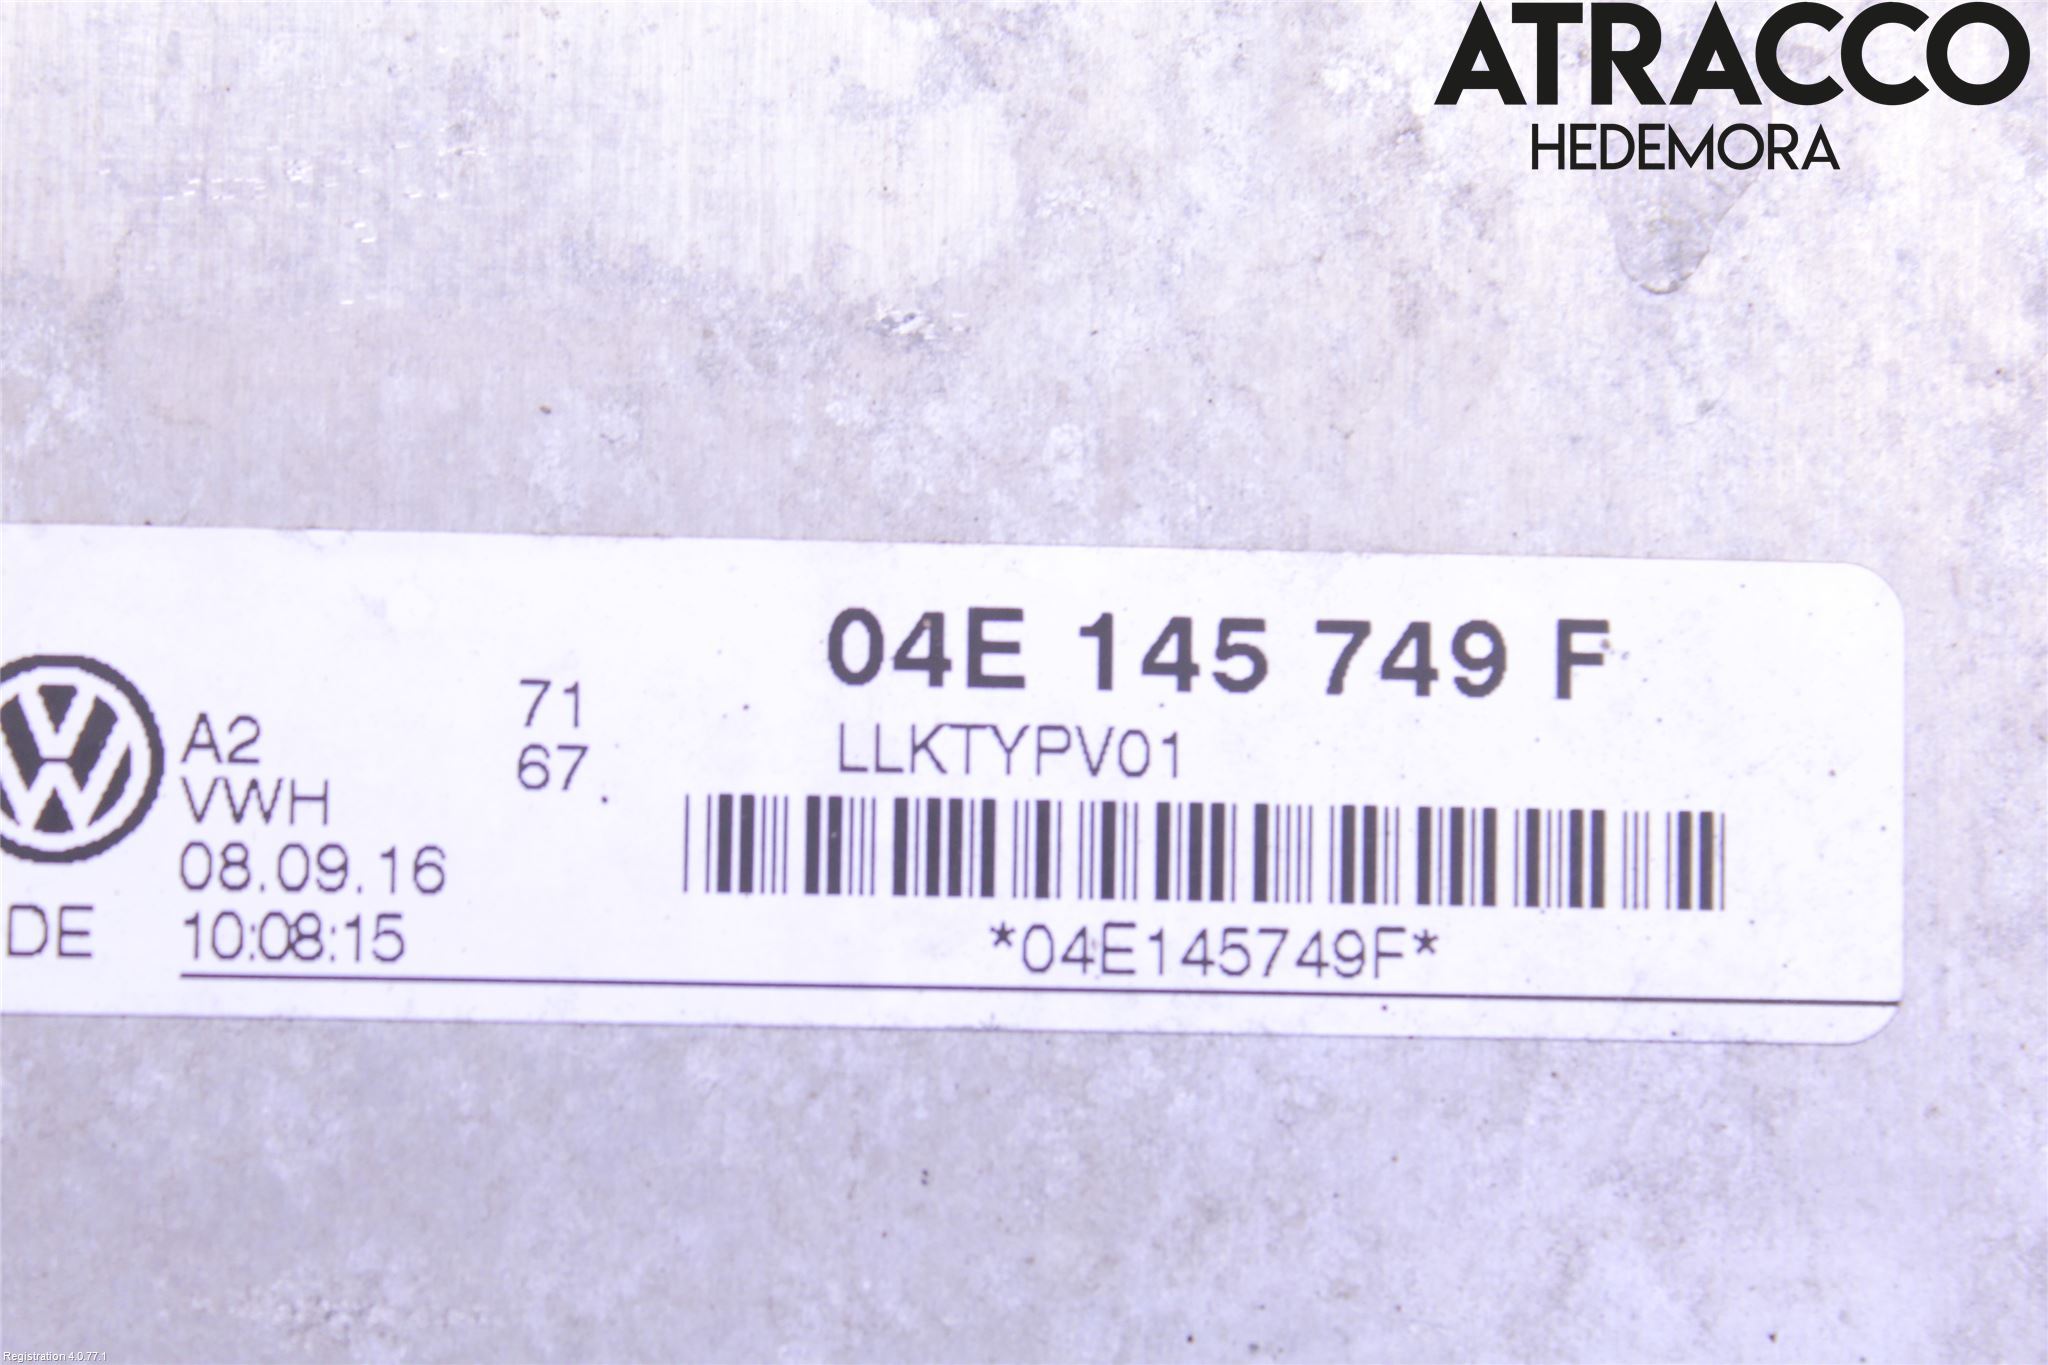 ATRACCO
HEDEMORA
04E 145 749 F
LLKTYPV01
71
67
A2
VWH
08.09.16
DE 10:08:15
*04E145749F*
Registration 4.0.77.1